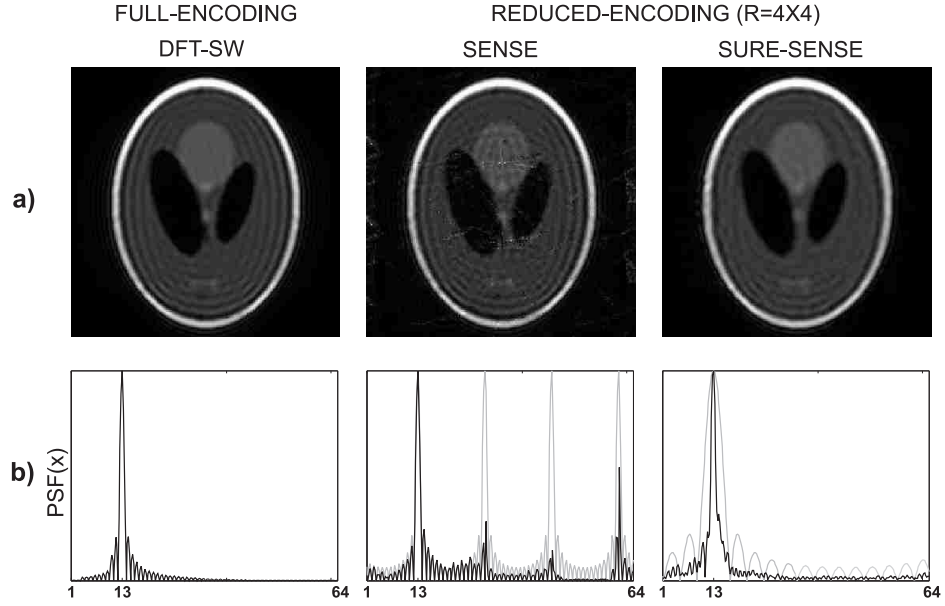 FULL-ENCODING
REDUCED-ENCODING (R=4X4)
DFT-SW
SENSE
SURE-SENSE
a)
b)
PSF(x)
1 13 64
1 13 64
1 13 64